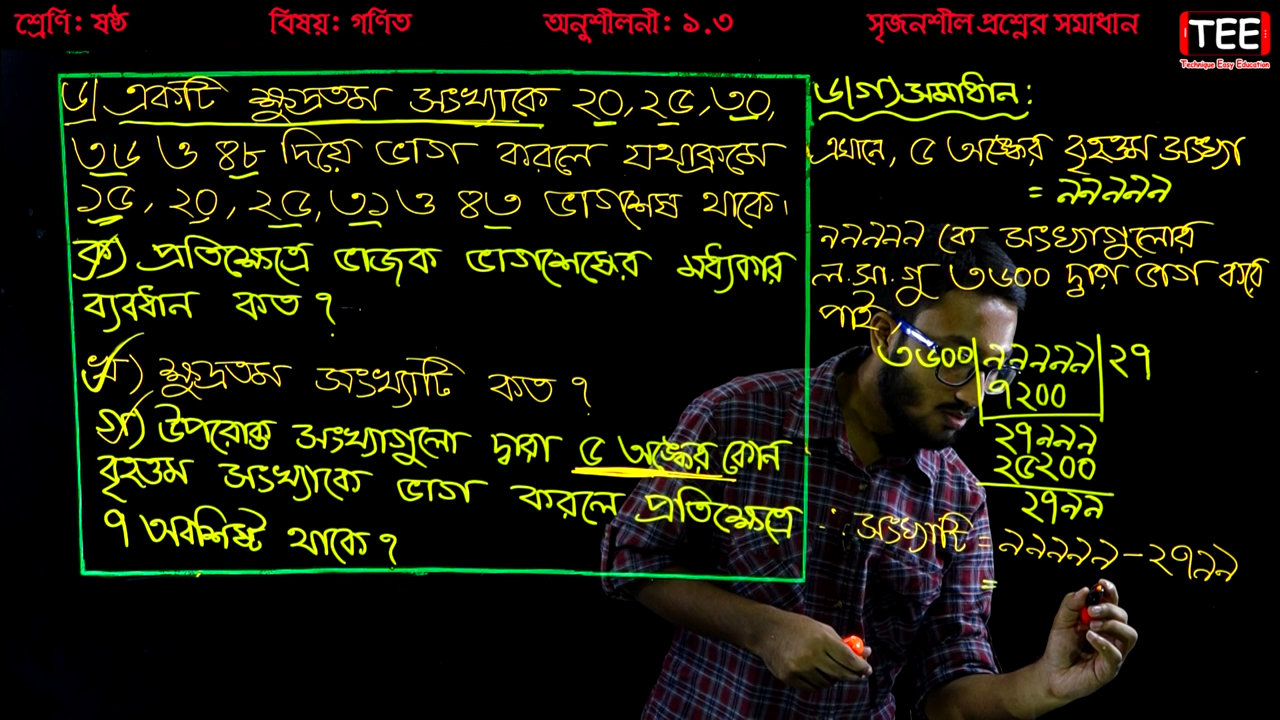 শ্রেণি: ষষ্ঠ
বিষয়: গণিত
অনুশীলনী: ১.৩
সৃজনশীল প্রশ্নের সমাধান
TEE
Technique Easy Education
৬। একটি ক্ষুদ্রতম সংখ্যাকে ২০, ২৫, ৩০,
৩৬ ও ৪৮ দিয়ে ভাগ করলে যথাক্রমে
১৫, ২০, ২৫, ৩১ ও ৪৩ ভাগশেষ থাকে।
ক) প্রতিক্ষেত্রে ভাজক ভাগশেষের মধ্যকার
ব্যবধান কত?
খ) ক্ষুদ্রতম সংখ্যাটি কত?
গ) উপরোক্ত সংখ্যাগুলো দ্বারা ৫ অঙ্কের কোন
বৃহত্তম সংখ্যাকে ভাগ করলে প্রতিক্ষেত্রে
৭ অবশিষ্ট থাকে?
৬(গ) সমাধান:
এখানে, ৫ অঙ্কের বৃহত্তম সংখ্যা
= ৯৯৯৯৯
৯৯৯৯৯ কে সংখ্যাগুলোর
ল.সা.গু ৩৬০০ দ্বারা ভাগ করে
পাই,
৩৬০০|৯৯৯৯৯|২৭
৭২০০
২৭৯৯৯
২৫২০০
২৭৯৯
∴ সংখ্যাটি = ৯৯৯৯৯ - ২৭৯৯
=